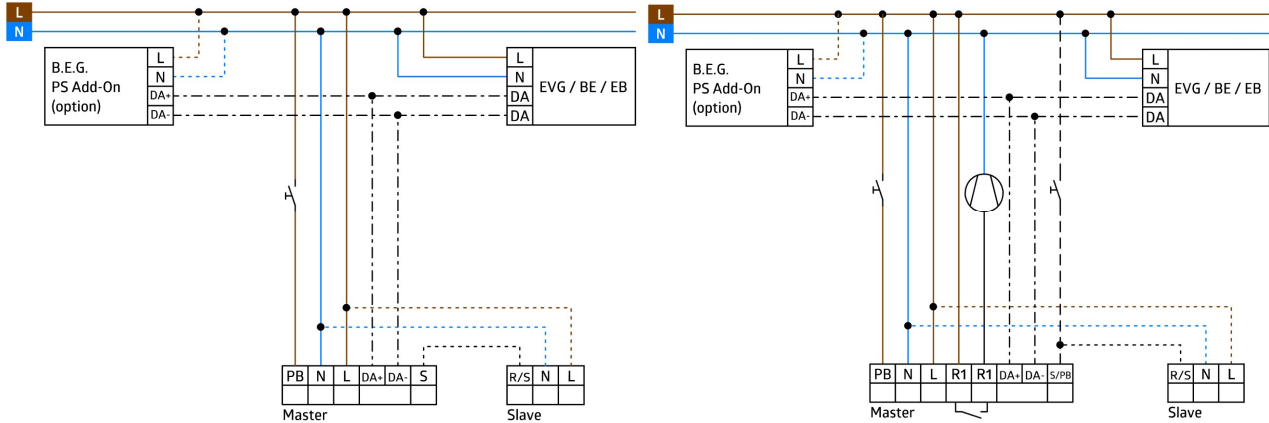 L
N
B.E.G.
PS Add-On
(option)
L
N
DA+
DA-
L
N
DA
DA
EVG / BE / EB
PB N L DA+ DA- S
Master
R/S N L
Slave
L
N
B.E.G.
PS Add-On
(option)
L
N
DA+
DA-
L
N
DA
DA
EVG / BE / EB
PB N L R1 R1 DA+ DA- S/PB
Master
R/S N L
Slave